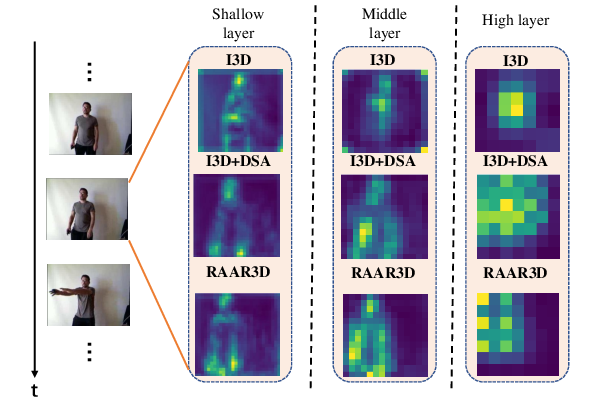 Shallow
layer
Middle
layer
High layer
I3D
I3D
I3D
I3D+DSA
I3D+DSA
I3D+DSA
RAAR3D
RAAR3D
RAAR3D
t